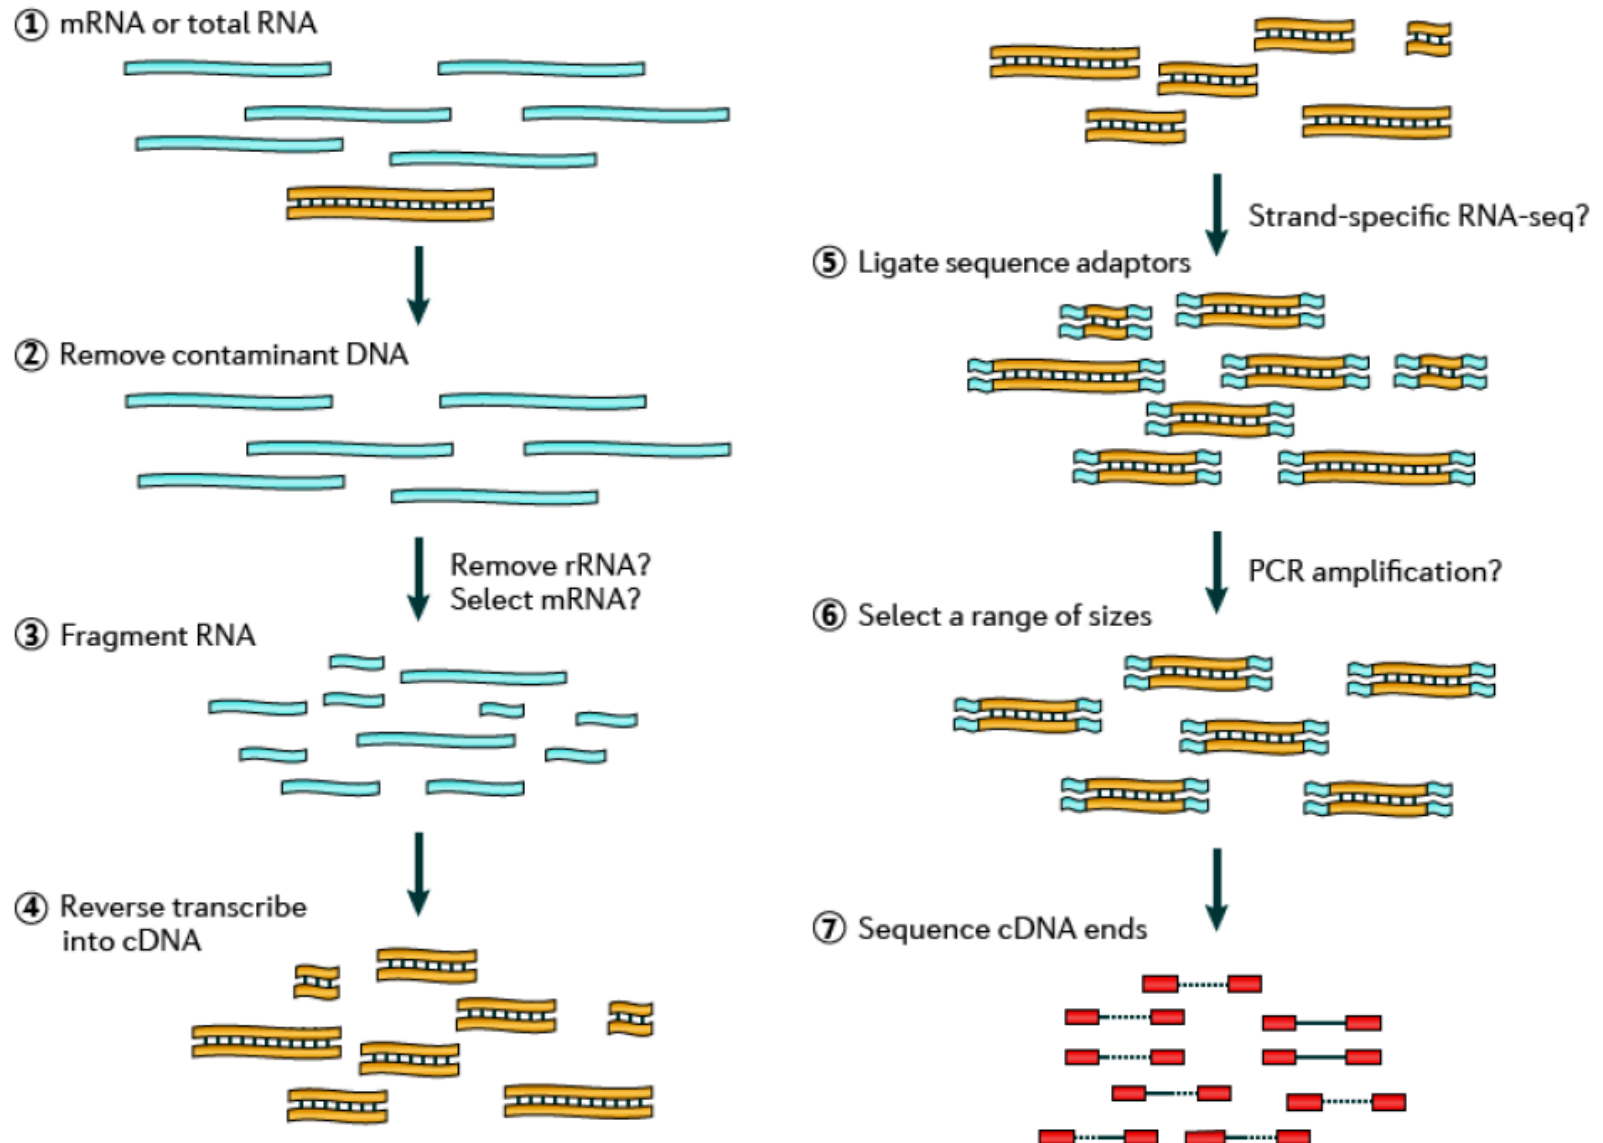 ① mRNA or total RNA
② Remove contaminant DNA
Remove rRNA?
Select mRNA?
③ Fragment RNA
④ Reverse transcribe
into cDNA
Strand-specific RNA-seq?
⑤ Ligate sequence adaptors
PCR amplification?
⑥ Select a range of sizes
⑦ Sequence cDNA ends